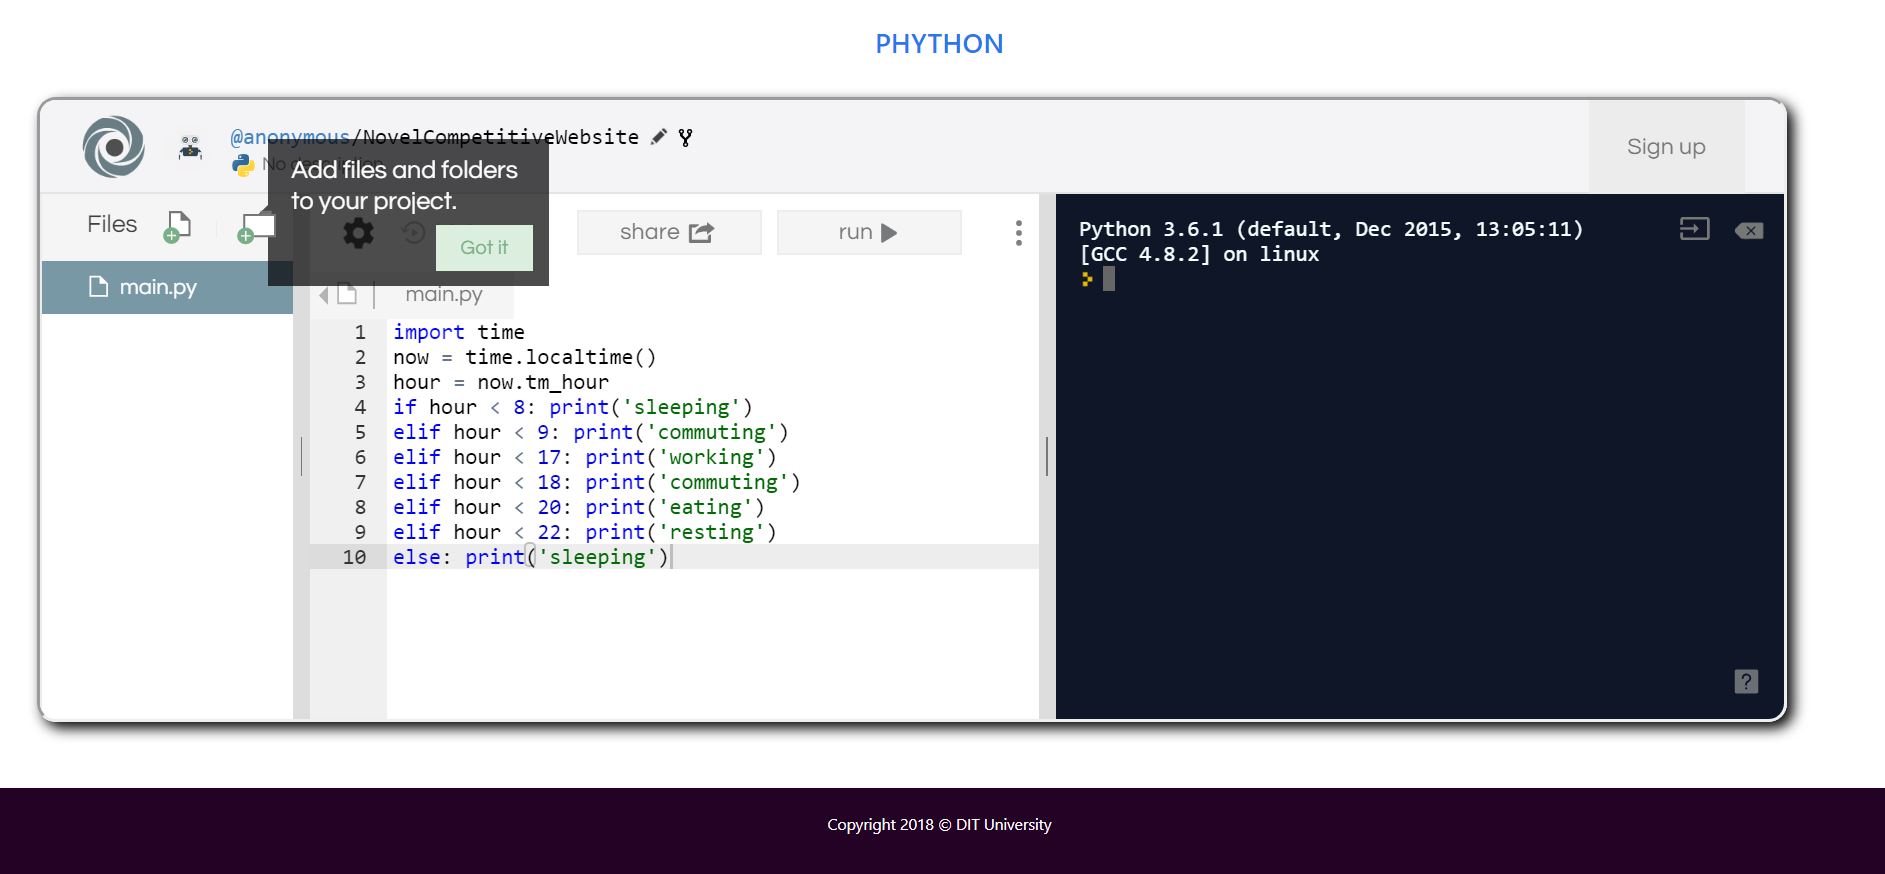 PHYTHON
@anonymous/NovelCompetitiveWebsite
No description
Add files and folders
to your project.
Got it
Files
share
run
Sign up
main.py
main.py
1 import time
2 now = time.localtime()
3 hour = now.tm_hour
4 if hour < 8: print('sleeping')
5 elif hour < 9: print('commuting')
6 elif hour < 17: print('working')
7 elif hour < 18: print('commuting')
8 elif hour < 20: print('eating')
9 elif hour < 22: print('resting')
10 else: print('sleeping')
Python 3.6.1 (default, Dec 2015, 13:05:11)
[GCC 4.8.2] on linux
?
Copyright 2018 © DIT University